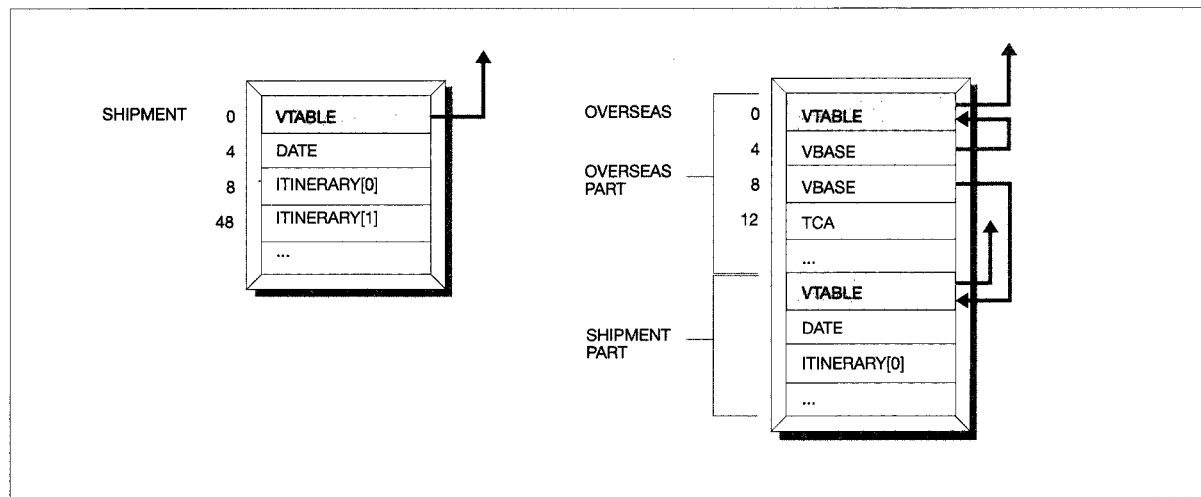 SHIPMENT
0 VTABLE
4 DATE
8 ITINERARY[0]
48 ITINERARY[1]
...
OVERSEAS
0 VTABLE
4 VBASE
OVERSEAS
PART
8 VBASE
12 TCA
...
VTABLE
DATE
SHIPMENT
PART
ITINERARY[0]
...